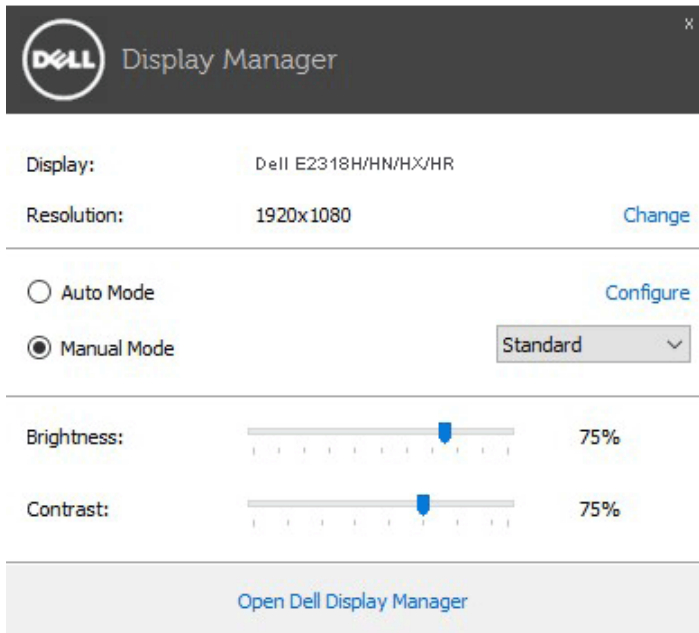 DELL Display Manager X
Display: Dell E2318H/HN/HX/HR
Resolution: 1920x1080 Change
Auto Mode Configure
Manual Mode Standard
Brightness: 75%
Contrast: 75%
Open Dell Display Manager